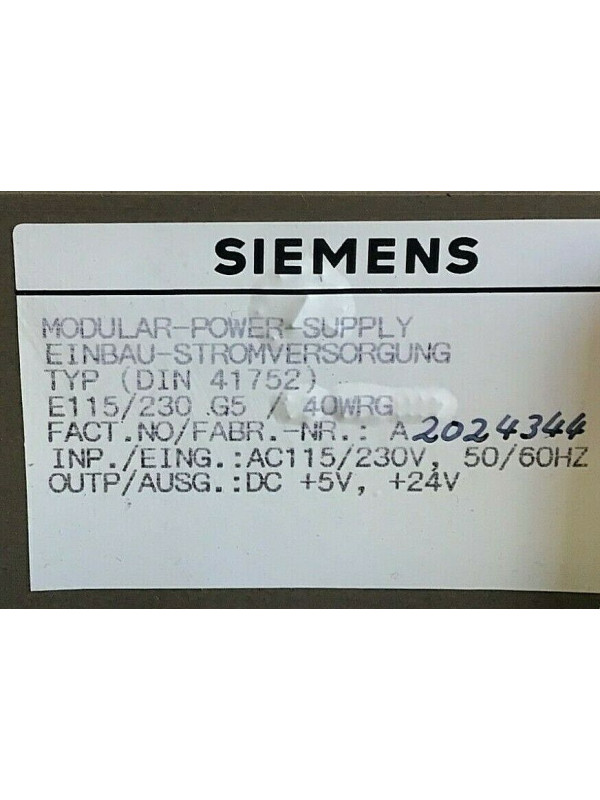 SIEMENS
MODULAR-POWER-SUPPLY
EINBAU-STROMVERSORGUNG
TYP (DIN 41752)
E115/230 G5 / 40WRG
FACT.NO/FABR.-NR.: A2024344
INP./EING.:AC115/230V, 50/60HZ
OUTP/AUSG.:DC +5V, +24V